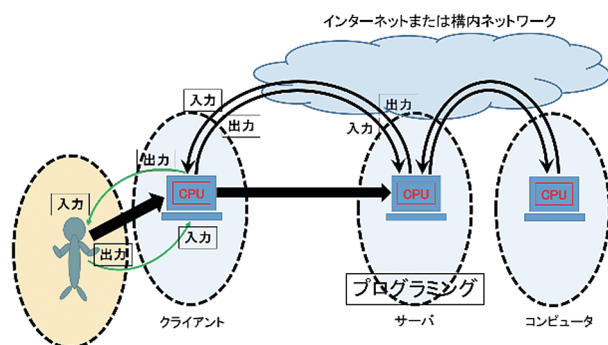 インターネットまたは構内ネットワーク
入力
出力
出力
入力
出力
CPU
CPU
CPU
入力
入力
出力
プログラミング
クライアント
サーバ
コンピュータ